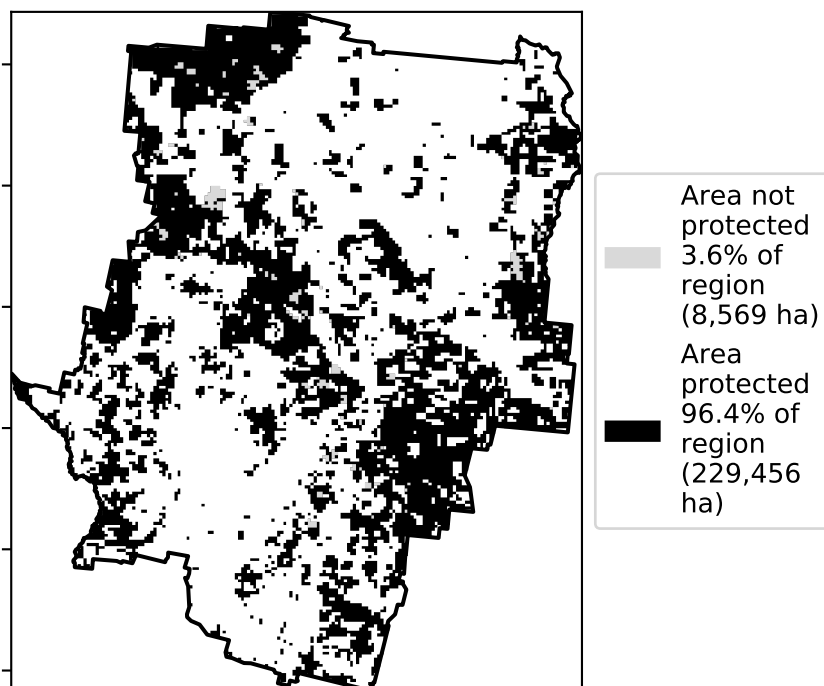 Area not
protected
3.6% of
region
(8,569 ha)
Area
protected
96.4% of
region
(229,456
ha)